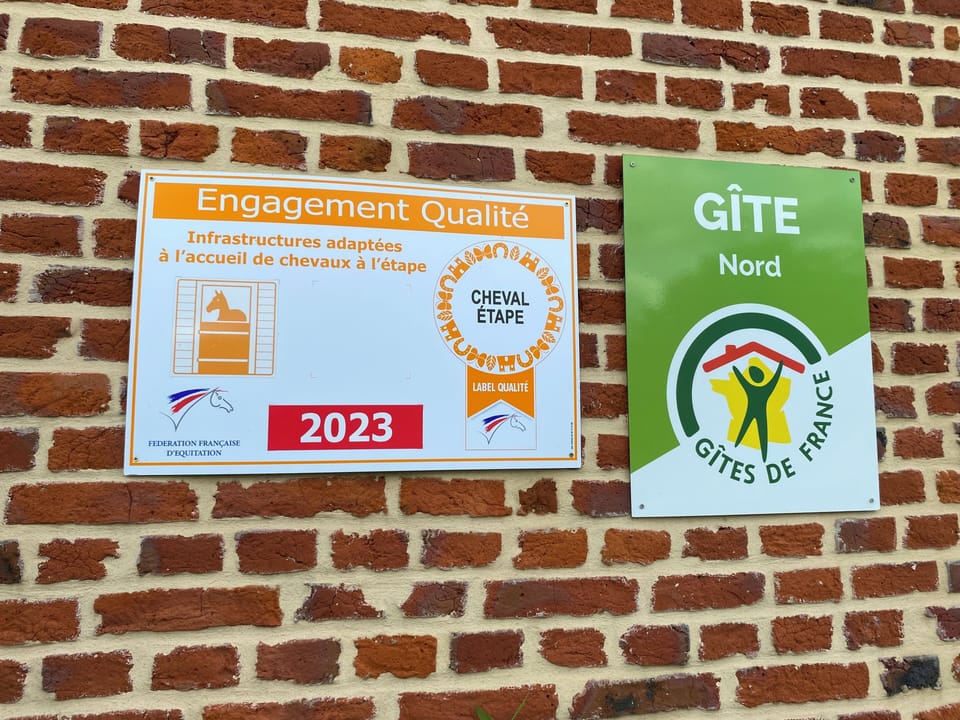 Engagement Qualité
Infrastructures adaptées
à l'accueil de chevaux à l'étape
CHEVAL
ÉTAPE
LABEL QUALITÉ
2023
FEDERATION FRANÇAISE
D'EQUITATION
GÎTE
Nord
GÎTES DE FRANCE